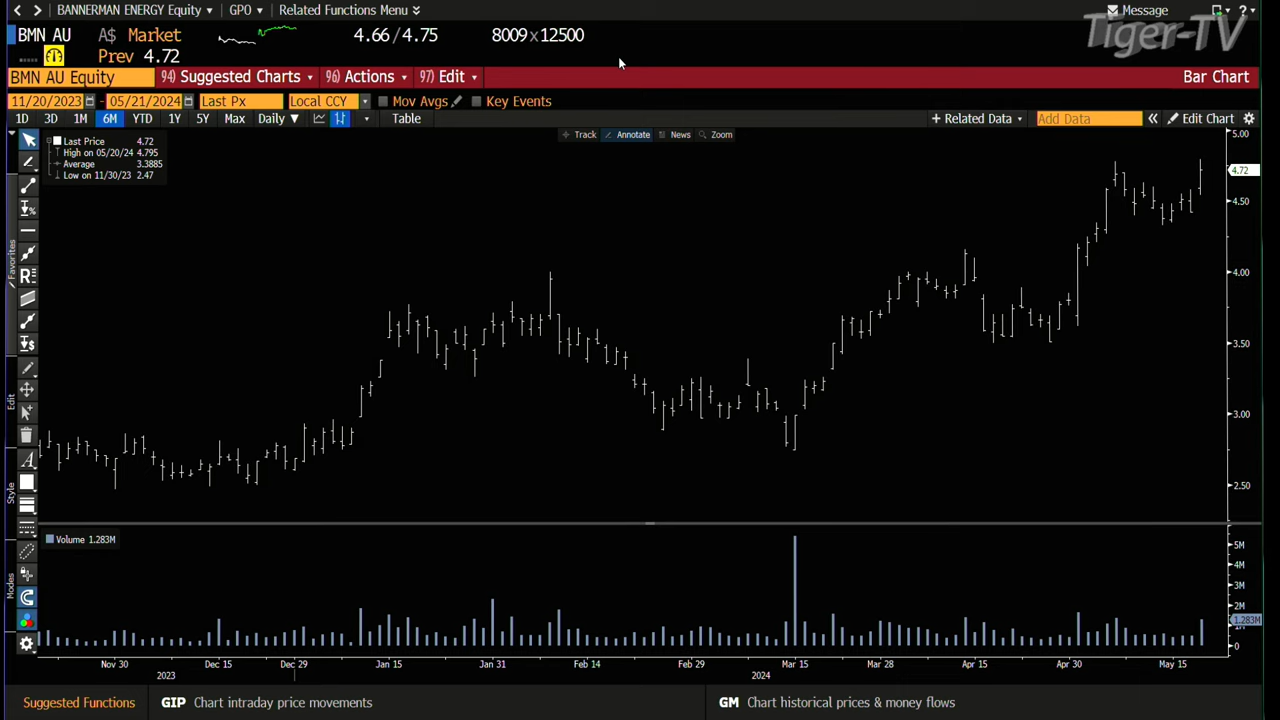 BANNERMAN ENERGY Equity GPO Related Functions Menu Message ?
BMN AU A$ Market 4.66/4.75 8009x12500 Tiger-TV
Prev 4.72
BMN AU Equity 94) Suggested Charts 96) Actions 97) Edit Bar Chart
11/20/2023 - 05/21/2024 Last Px Local CCY Mov Avgs Key Events
1D 3D 1M 6M YTD 1Y 5Y Max Daily Table + Related Data Add Data Edit Chart
Track Annotate News Zoom
Last Price 4.72
High on 05/20/24 4.795
Average 3.3885
Low on 11/30/23 2.47
5.00
4.72
4.50
4.00
3.50
3.00
2.50
Favorites
Edit
Style
Modes
Volume 1.283M
5M
4M
3M
2M
1.283M
0
Nov 30 Dec 15 Dec 29 Jan 15 Jan 31 Feb 14 Feb 29 Mar 15 Mar 28 Apr 15 Apr 30 May 15
2023 2024
Suggested Functions GIP Chart intraday price movements GM Chart historical prices & money flows